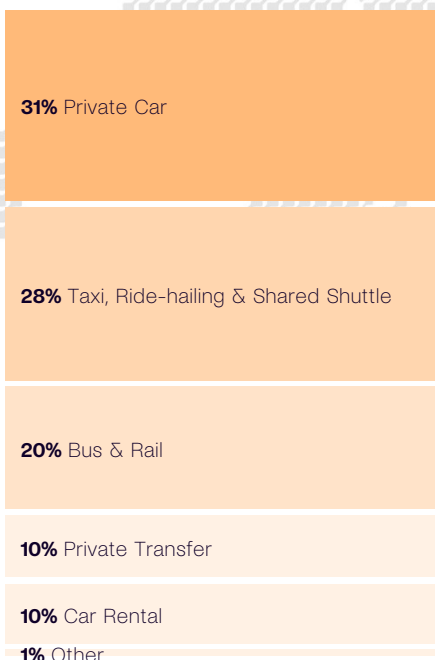 31% Private Car
28% Taxi, Ride-hailing & Shared Shuttle
20% Bus & Rail
10% Private Transfer
10% Car Rental
1% Other